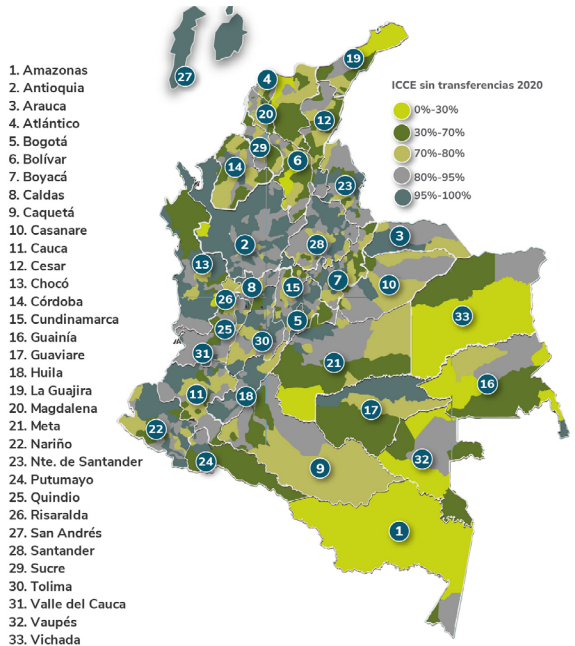 1. Amazonas
2. Antioquia
3. Arauca
4. Atlántico
5. Bogotá
6. Bolívar
7. Boyacá
8. Caldas
9. Caquetá
10. Casanare
11. Cauca
12. Cesar
13. Chocó
14. Córdoba
15. Cundinamarca
16. Guainía
17. Guaviare
18. Huila
19. La Guajira
20. Magdalena
21. Meta
22. Nariño
23. Nte. de Santander
24. Putumayo
25. Quindio
26. Risaralda
27. San Andrés
28. Santander
29. Sucre
30. Tolima
31. Valle del Cauca
32. Vaupés
33. Vichada
ICCE sin transferencias 2020
0%-30%
30%-70%
70%-80%
80%-95%
95%-100%
27
19
4
20
12
29
6
14
23
3
2
28
13
7
10
8
15
26
5
33
25
30
31
21
16
11
18
17
22
24
9
32
1